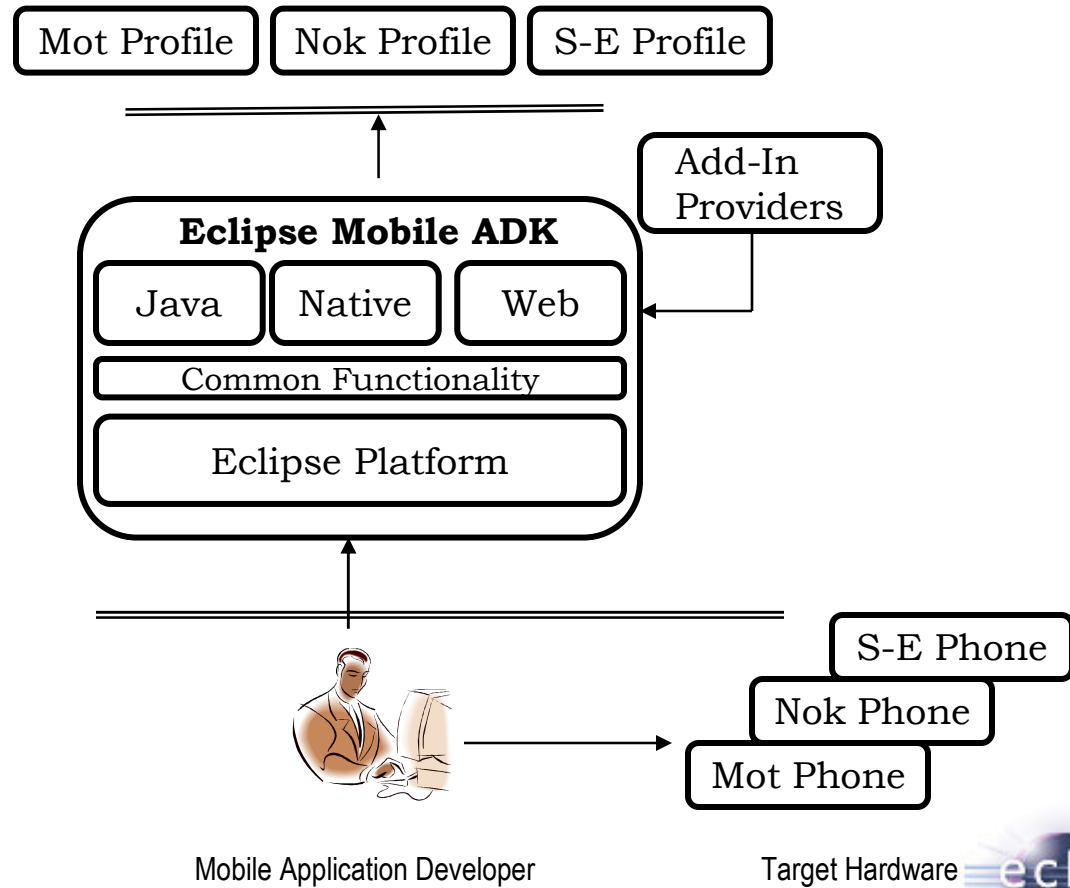 Mot Profile
Nok Profile
S-E Profile
Add-In
Providers
Eclipse Mobile ADK
Java
Native
Web
Common Functionality
Eclipse Platform
S-E Phone
Nok Phone
Mot Phone
Mobile Application Developer
Target Hardware